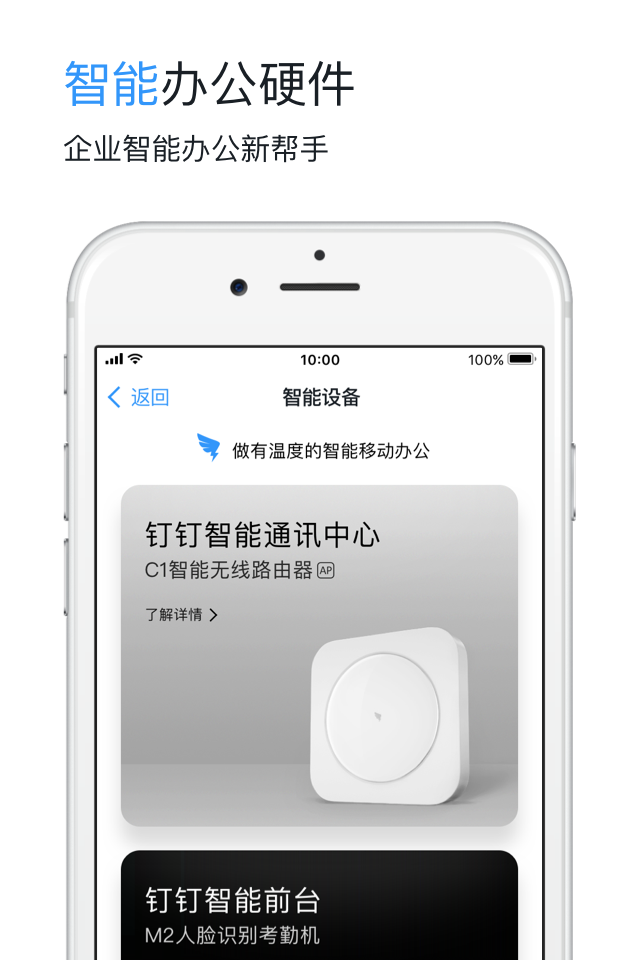 智能办公硬件
企业智能办公新帮手
10:00
100%
返回
智能设备
做有温度的智能移动办公
钉钉智能通讯中心
C1智能无线路由器 AP
了解详情
钉钉智能前台
M2人脸识别考勤机